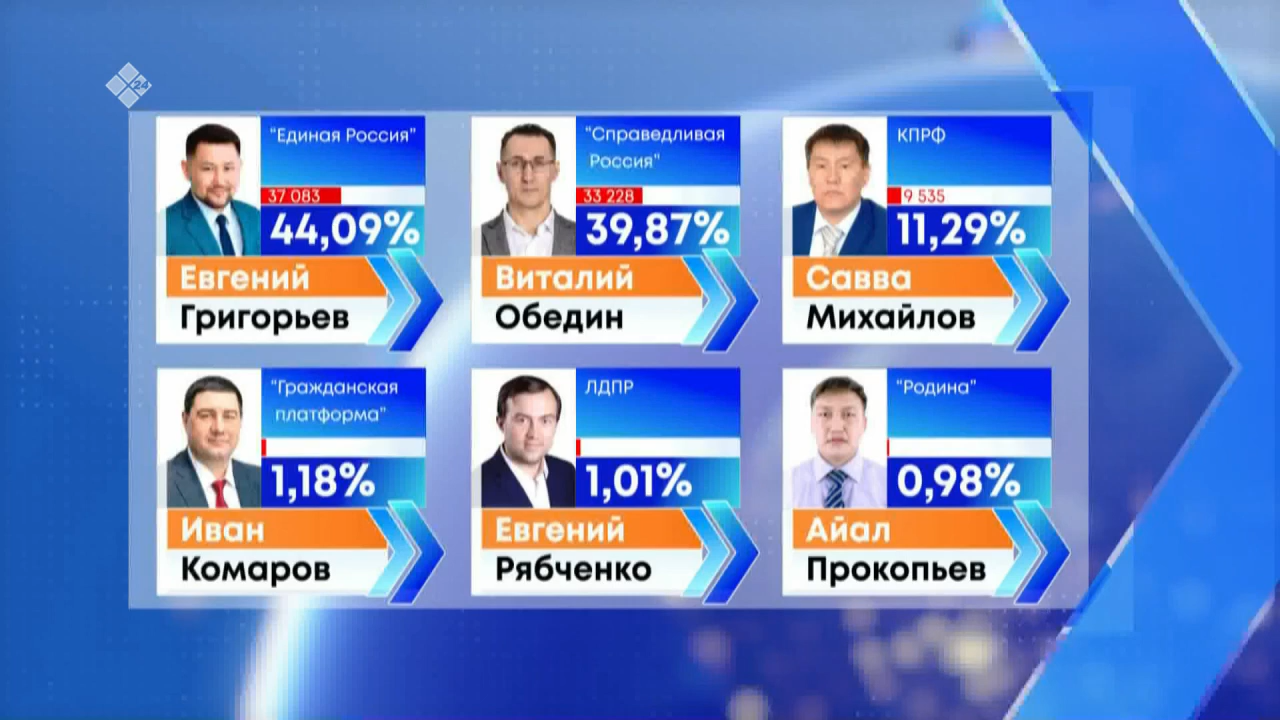 24
"Единая Россия"
37 083
44,09%
Евгений
Григорьев
"Справедливая
Россия"
33 228
39,87%
Виталий
Обедин
КПРФ
9 535
11,29%
Савва
Михайлов
"Гражданская
платформа"
1,18%
Иван
Комаров
ЛДПР
1,01%
Евгений
Рябченко
"Родина"
0,98%
Айал
Прокопьев